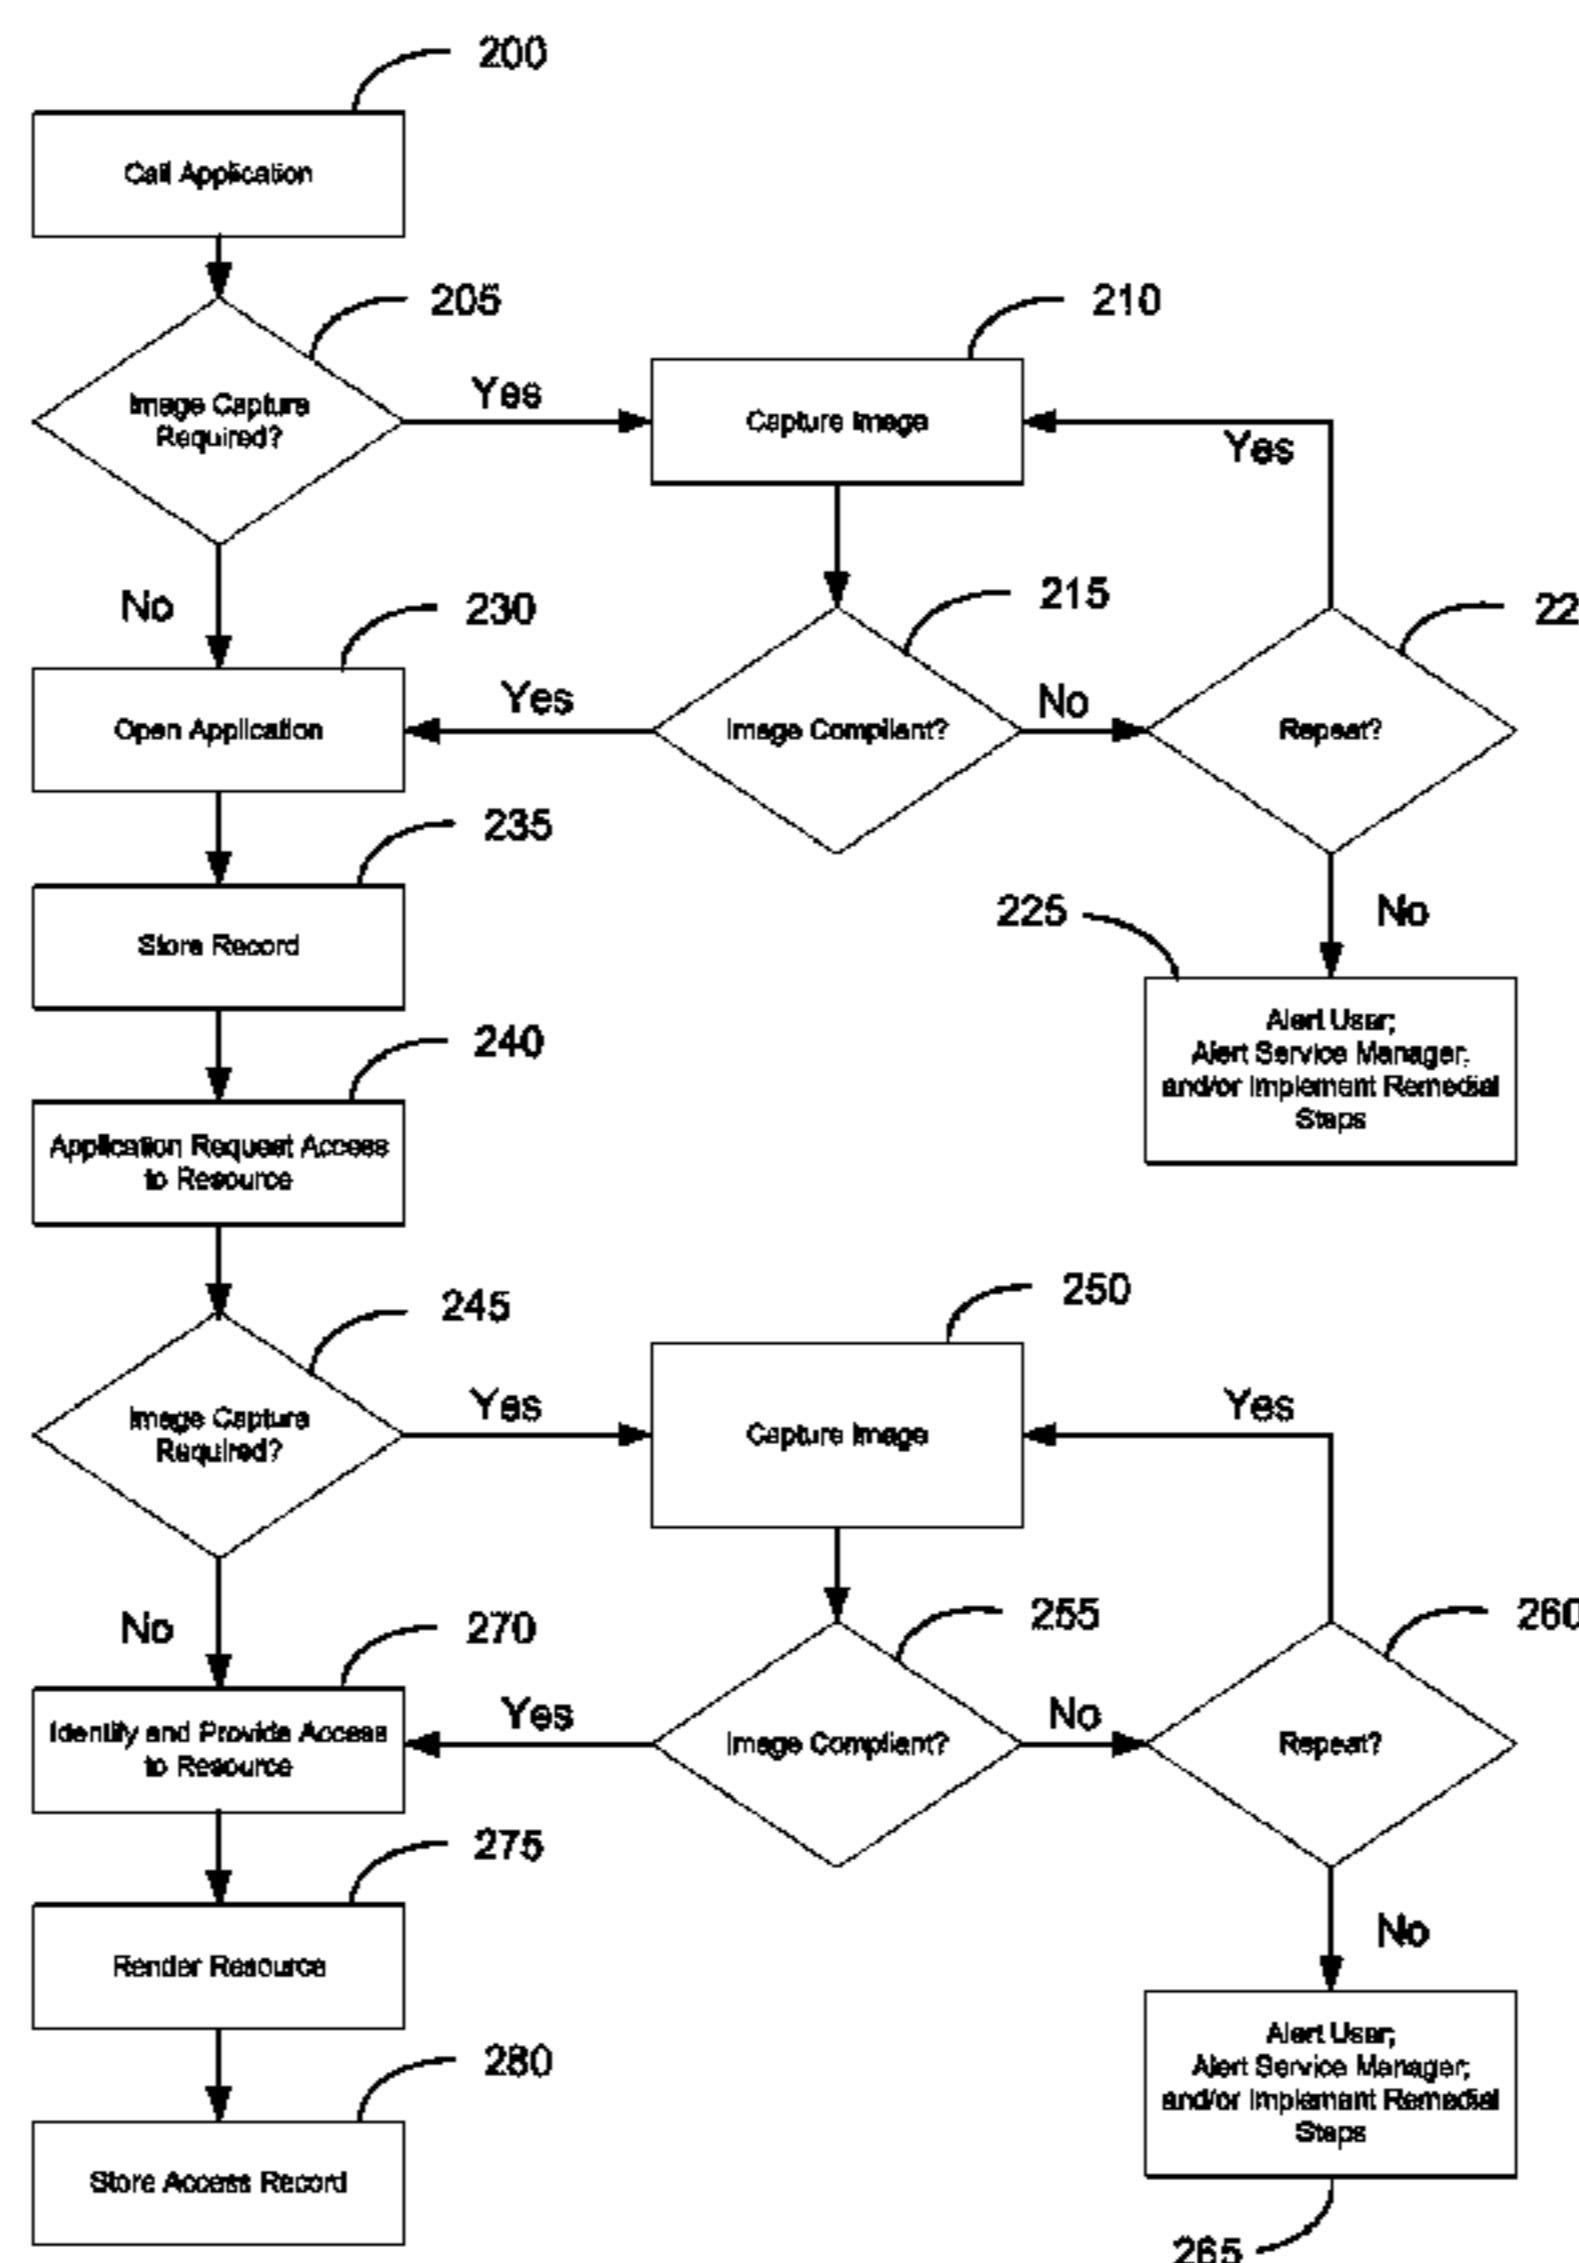 200
Call Application
205
Image Capture
Required?
Yes
210
Capture Image
Yes
No
230
Open Application
Yes
215
Image Compliant?
No
22
Repeat?
235
Store Record
225
No
Alert User;
Alert Service Manager,
and/or Implement Remedial
Steps
240
Application Request Access
to Resource
245
Image Capture
Required?
Yes
250
Capture Image
Yes
No
270
Identify and Provide Access
to Resource
Yes
255
Image Compliant?
No
260
Repeat?
275
Render Resource
No
Alert User;
Alert Service Manager;
and/or Implement Remedial
Steps
280
Store Access Record
265